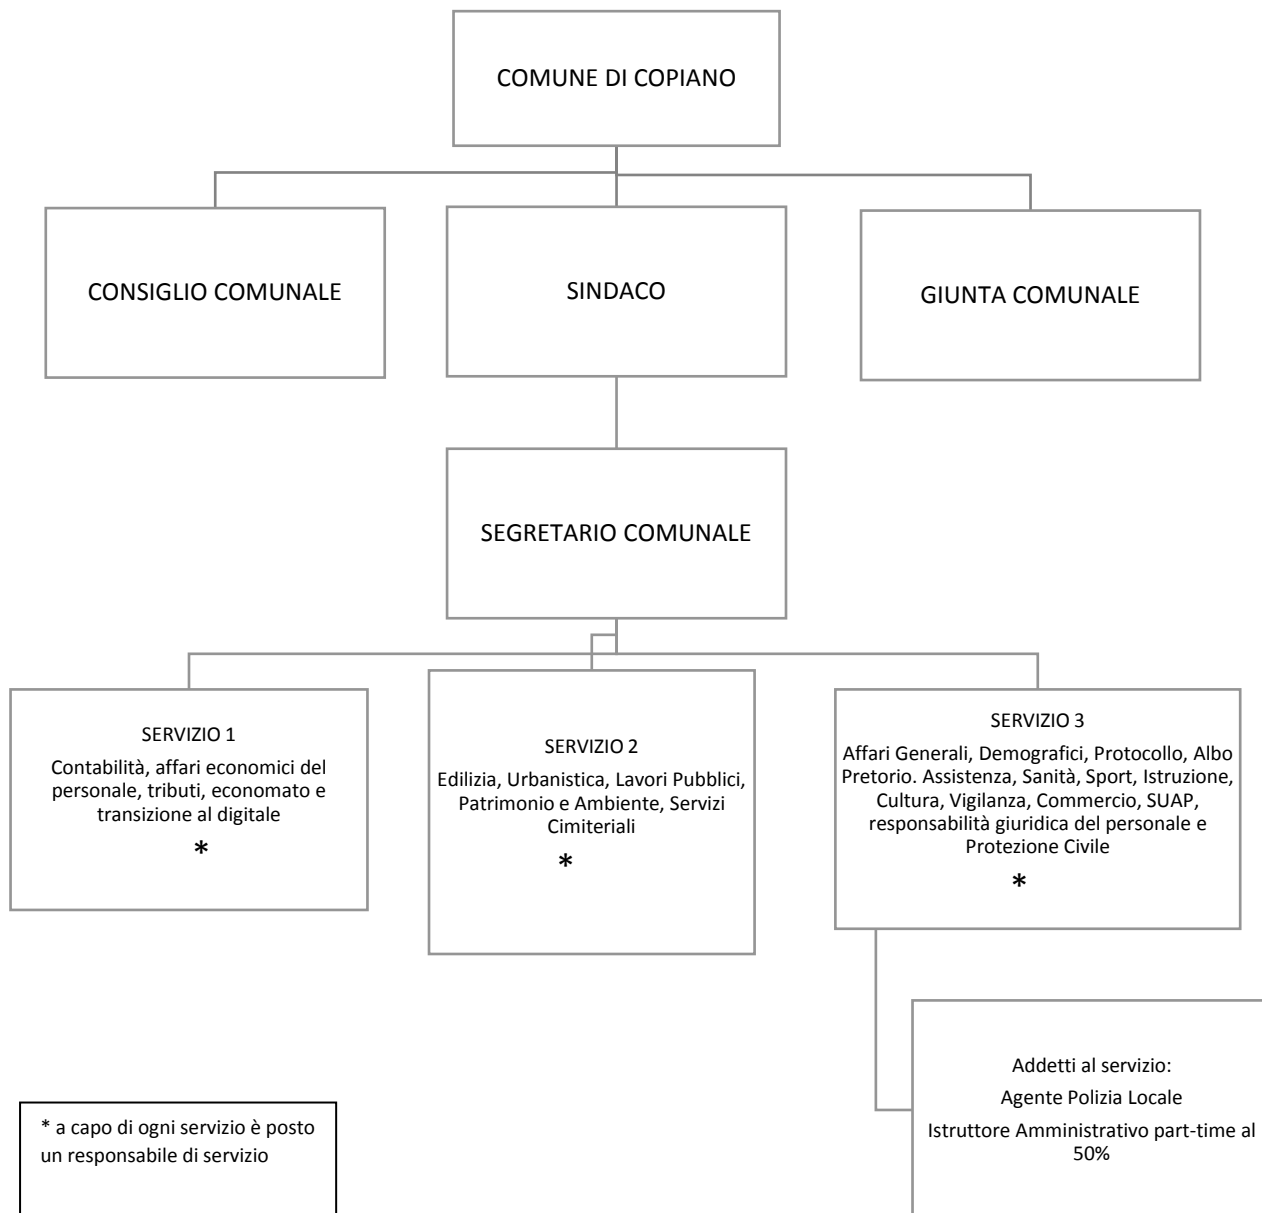 COMUNE DI COPIANO
CONSIGLIO COMUNALE
SINDACO
GIUNTA COMUNALE
SEGRETARIO COMUNALE
SERVIZIO 1
Contabilità, affari economici del
personale, tributi, economato e
transizione al digitale
*
SERVIZIO 2
Edilizia, Urbanistica, Lavori Pubblici,
Patrimonio e Ambiente, Servizi
Cimiteriali
*
SERVIZIO 3
Affari Generali, Demografici, Protocollo, Albo
Pretorio. Assistenza, Sanità, Sport, Istruzione,
Cultura, Vigilanza, Commercio, SUAP,
responsabilità giuridica del personale e
Protezione Civile
*
Addetti al servizio:
Agente Polizia Locale
Istruttore Amministrativo part-time al
50%
* a capo di ogni servizio è posto
un responsabile di servizio